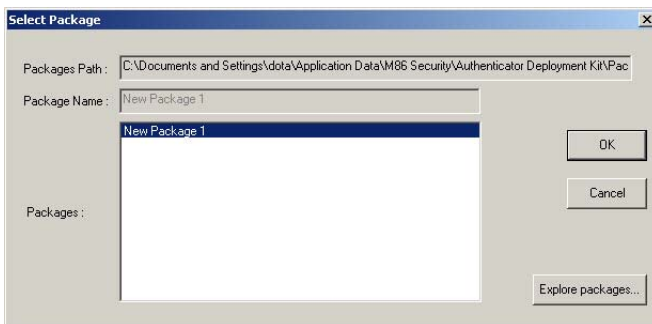 Select Package
Packages Path :
C:\Documents and Settings\dota\Application Data\M86 Security\Authenticator Deployment Kit\Pac
Package Name :
New Package 1
New Package 1
Packages :
OK
Cancel
Explore packages...